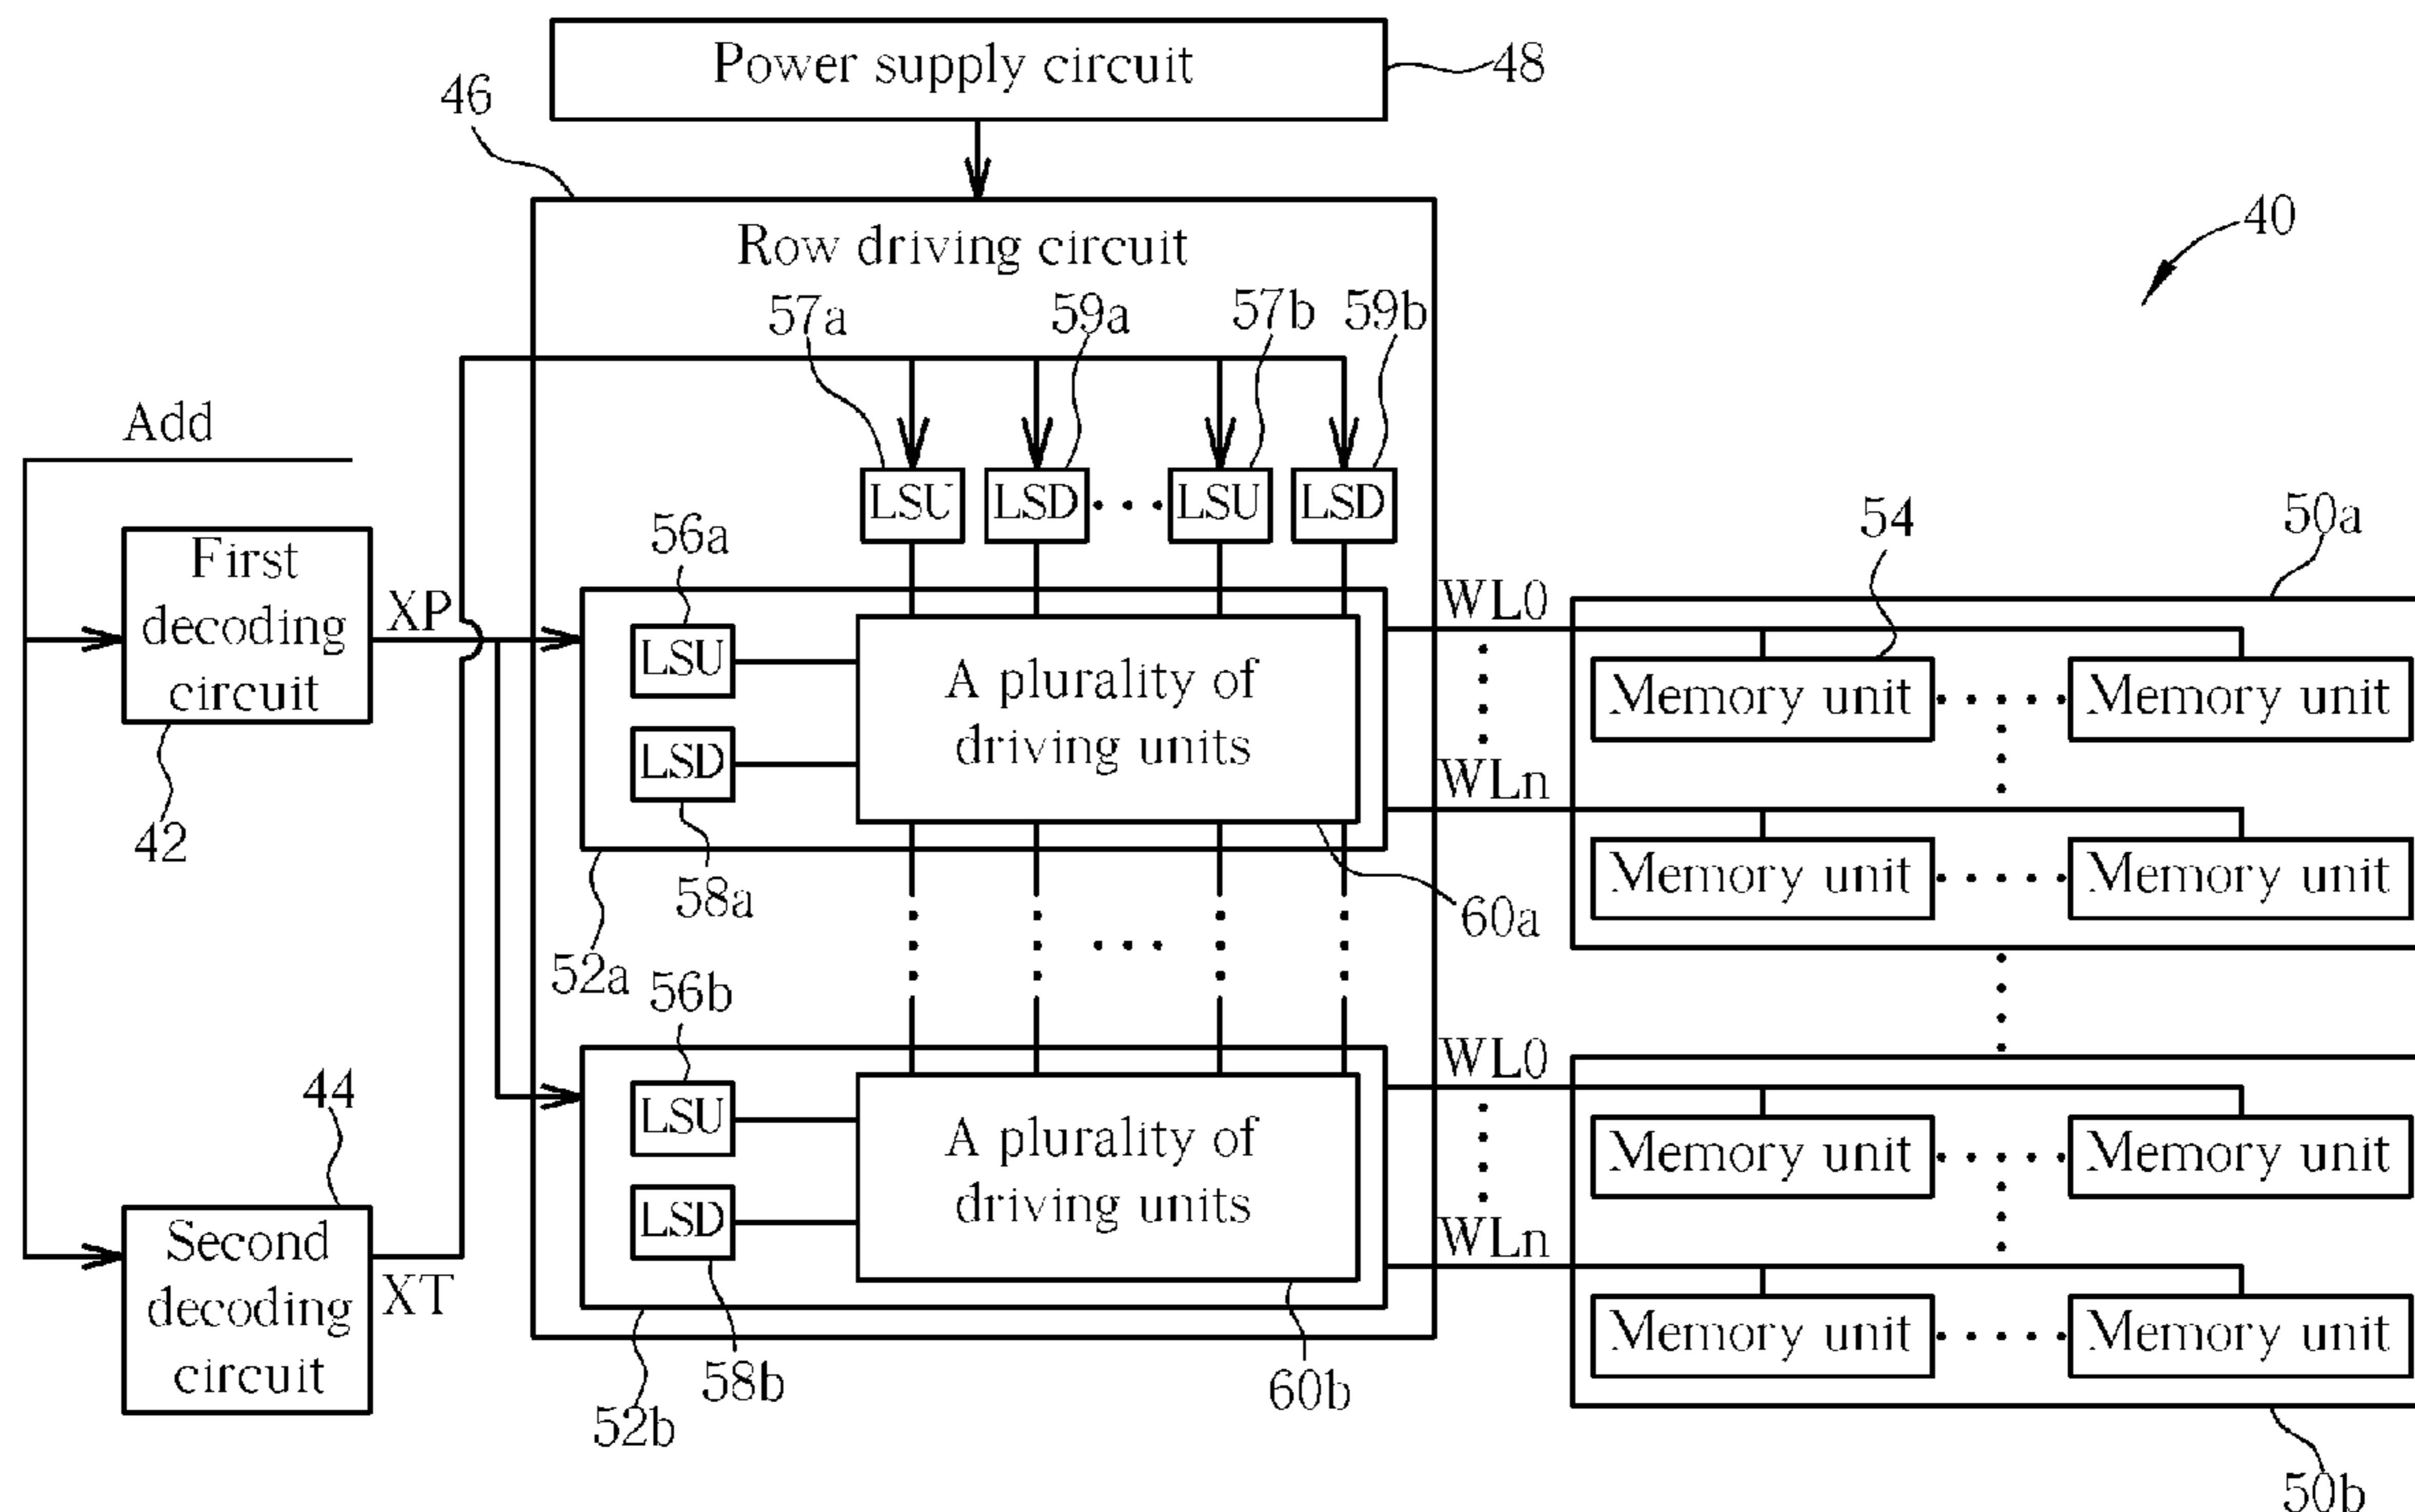 Power supply circuit
48
46
Row driving circuit
40
57a
59a
57b
59b
Add
LSU
LSD
LSU
LSD
First
decoding
circuit
XP
56a
LSU
LSD
58a
A plurality of
driving units
WL0
WLn
54
50a
Memory unit
Memory unit
Memory unit
Memory unit
42
52a
60a
56b
44
Second
decoding
circuit
XT
LSU
LSD
A plurality of
driving units
WL0
WLn
Memory unit
Memory unit
Memory unit
Memory unit
58b
52b
60b
50b